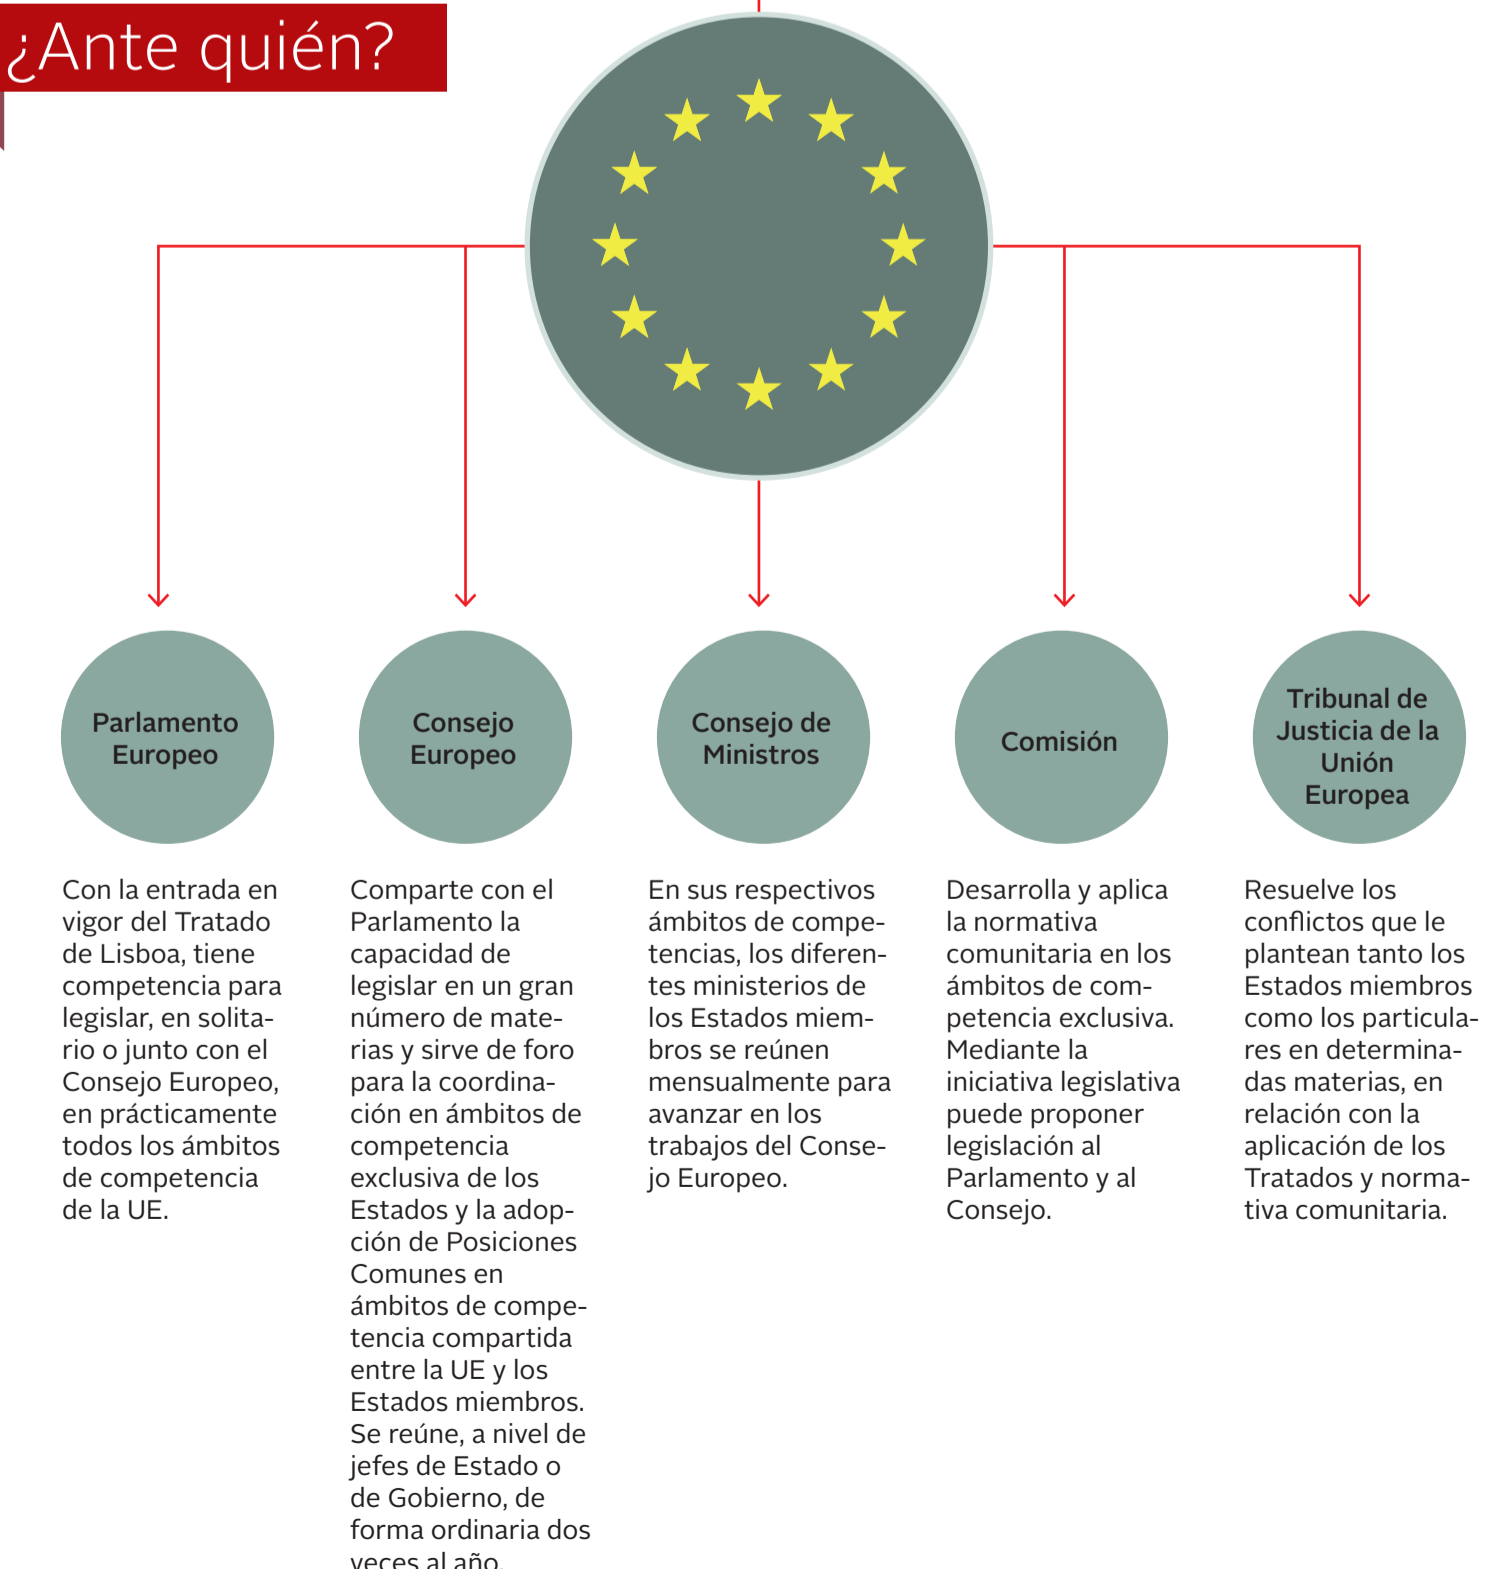 ¿Ante quién?
Parlamento
Europeo
Consejo
Europeo
Consejo de
Ministros
Comisión
Tribunal de
Justicia de la
Unión
Europea
Con la entrada en
vigor del Tratado
de Lisboa, tiene
competencia para
legislar, en solita-
rio o junto con el
Consejo Europeo,
en prácticamente
todos los ámbitos
de competencia
de la UE.
Comparte con el
Parlamento la
capacidad de
legislar en un gran
número de mate-
rias y sirve de foro
para la coordina-
ción en ámbitos de
competencia
exclusiva de los
Estados y la adop-
ción de Posiciones
Comunes en
ámbitos de compe-
tencia compartida
entre la UE y los
Estados miembros.
Se reúne, a nivel de
jefes de Estado o
de Gobierno, de
forma ordinaria dos
veces al año.
En sus respectivos
ámbitos de compe-
tencias, los diferen-
tes ministerios de
los Estados miem-
bros se reúnen
mensualmente para
avanzar en los
trabajos del Conse-
jo Europeo.
Desarrolla y aplica
la normativa
comunitaria en los
ámbitos de com-
petencia exclusiva.
Mediante la
iniciativa legislativa
puede proponer
legislación al
Parlamento y al
Consejo.
Resuelve los
conflictos que le
plantean tanto los
Estados miembros
como los particula-
res en determina-
das materias, en
relación con la
aplicación de los
Tratados y norma-
tiva comunitaria.